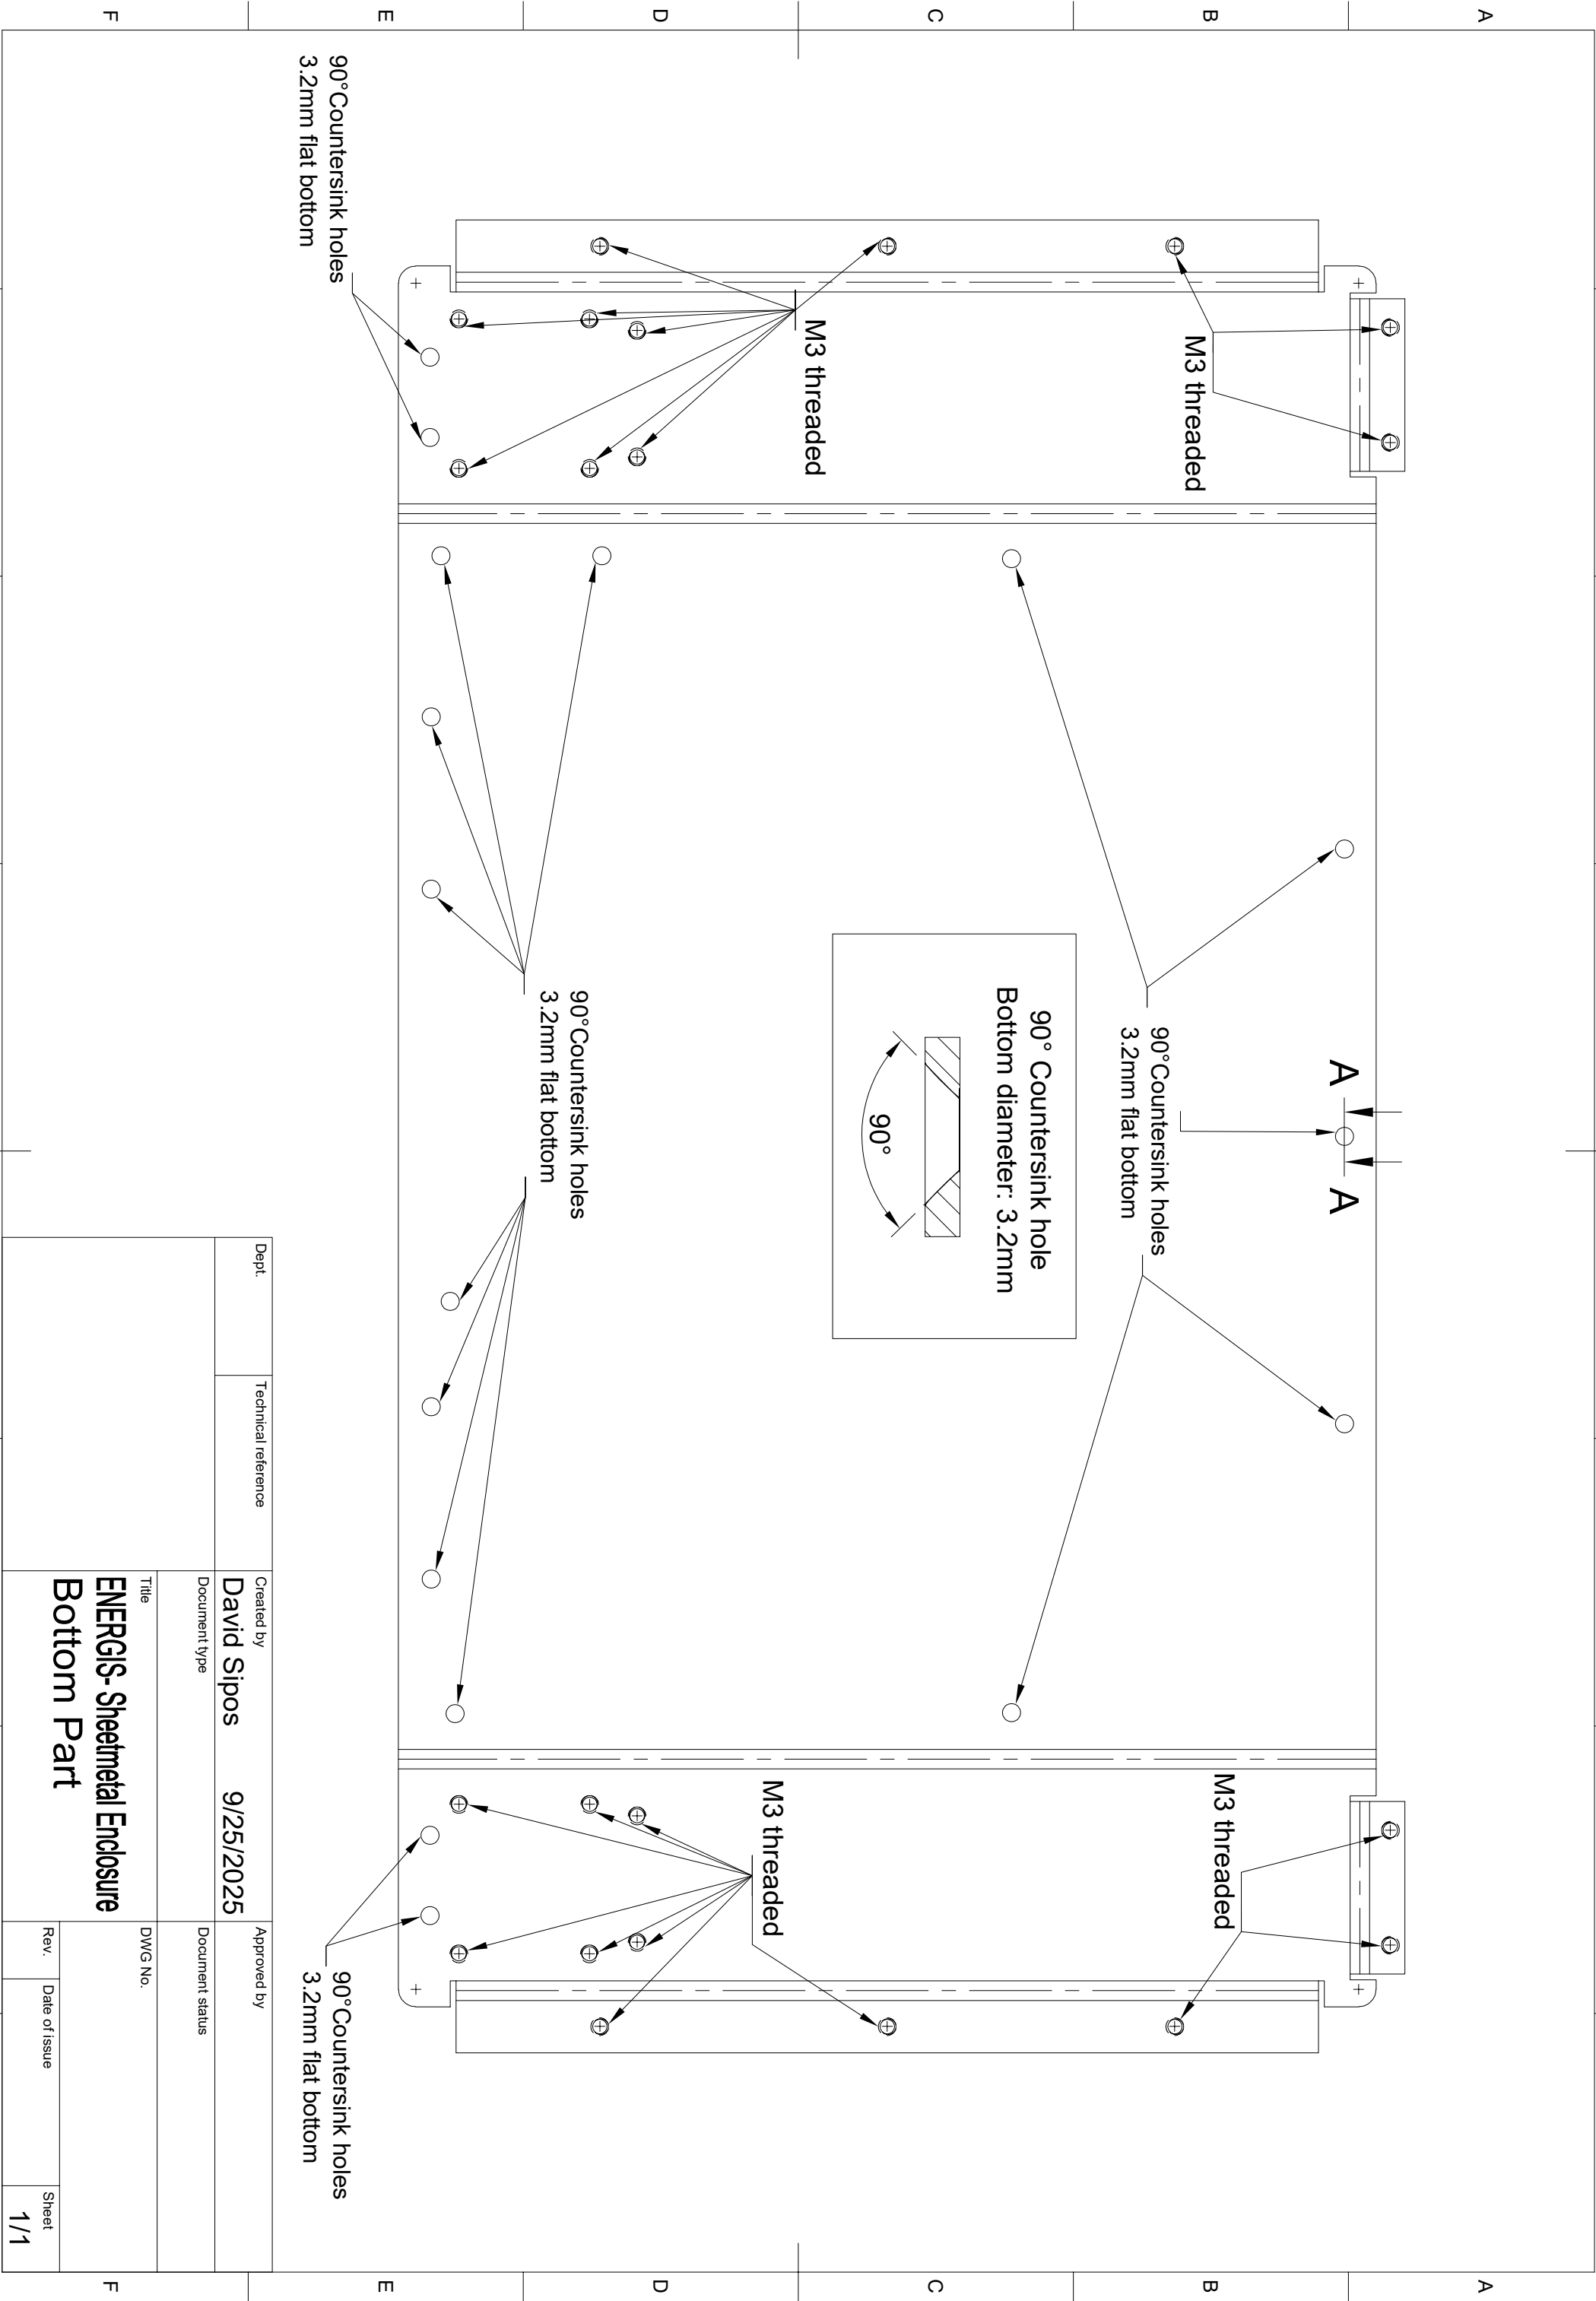 A
A
A A
B
B
M3 threaded
90°Countersink holes
3.2mm flat bottom
M3 threaded
90° Countersink hole
Bottom diameter: 3.2mm
90°
C
C
M3 threaded
M3 threaded
D
D
90°Countersink holes
3.2mm flat bottom
E
E
90°Countersink holes
3.2mm flat bottom
90°Countersink holes
3.2mm flat bottom
Dept.
Technical reference
Created by
Approved by
David Sipos 9/25/2025
Document type
Document status
Title
DWG No.
ENERGIS- Sheetmetal Enclosure
Bottom Part
Rev.
Date of issue
Sheet
1/1
F
F